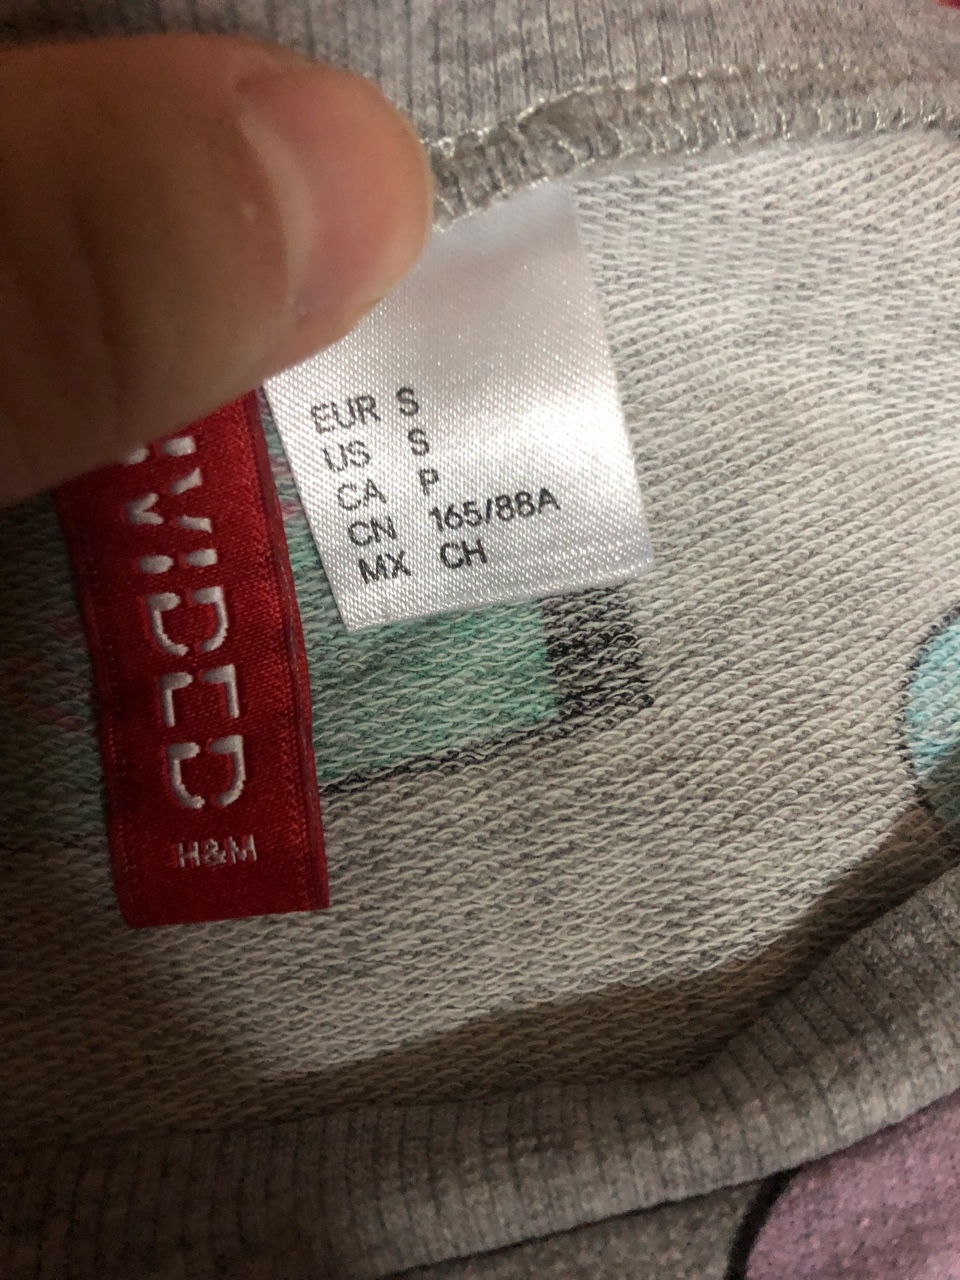 EUR S
US S
CA P
CN 165/88A
MX CH
H&M